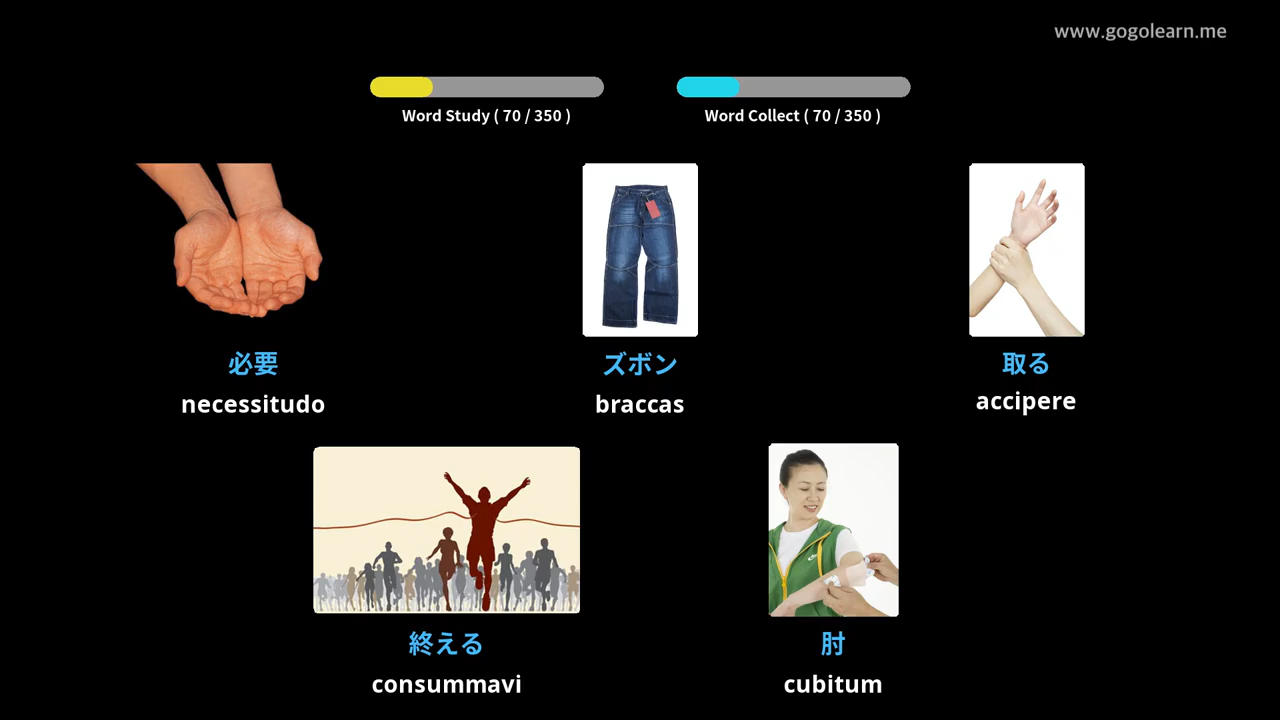 www.gogolearn.me
Word Study ( 70 / 350 )
Word Collect ( 70 / 350 )
必要
necessitudo
ズボン
braccas
取る
accipere
終える
consummavi
肘
cubitum